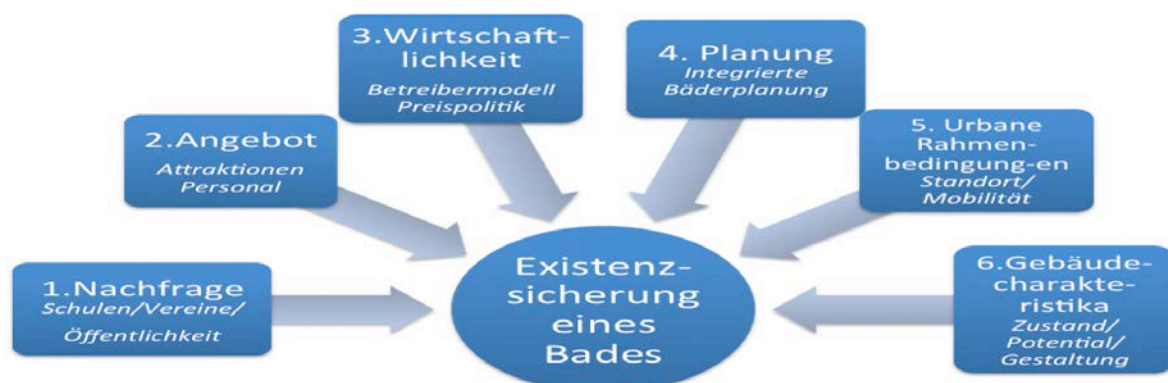 1.Nachfrage
Schulen/Vereine/
Öffentlichkeit
2.Angebot
Attraktionen
Personal
3.Wirtschaft-
lichkeit
Betreibermodell
Preispolitik
4. Planung
Integrierte
Bäderplanung
5. Urbane
Rahmen-
bedingung-en
Standort/
Mobilität
6.Gebäude-
charakte-
ristika
Zustand/
Potential/
Gestaltung
Existenz-
sicherung
eines
Bades